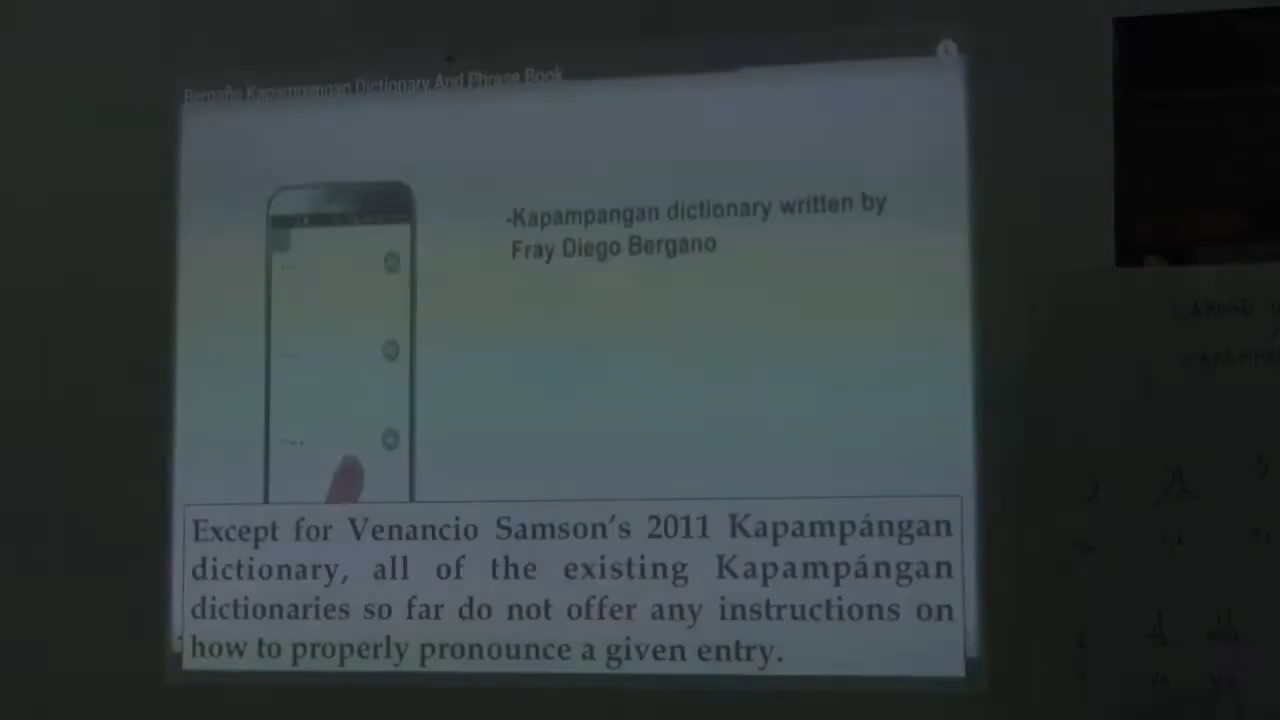 Bergaño Kapampangan Dictionary And Phrase Book
-Kapampangan dictionary written by
Fray Diego Bergano
Except for Venancio Samson's 2011 Kapampángan
dictionary, all of the existing Kapampángan
dictionaries so far do not offer any instructions on
how to properly pronounce a given entry.